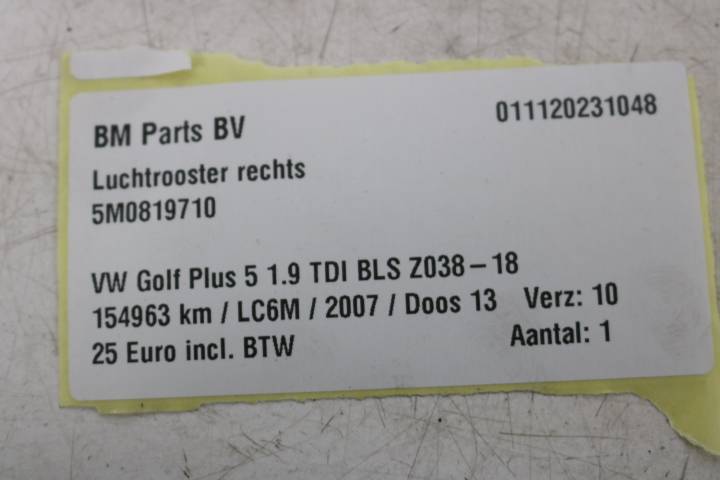 BM Parts BV 011120231048
Luchtrooster rechts
5M0819710
VW Golf Plus 5 1.9 TDI BLS Z038-18
154963 km / LC6M / 2007 / Doos 13 Verz: 10
25 Euro incl. BTW Aantal: 1